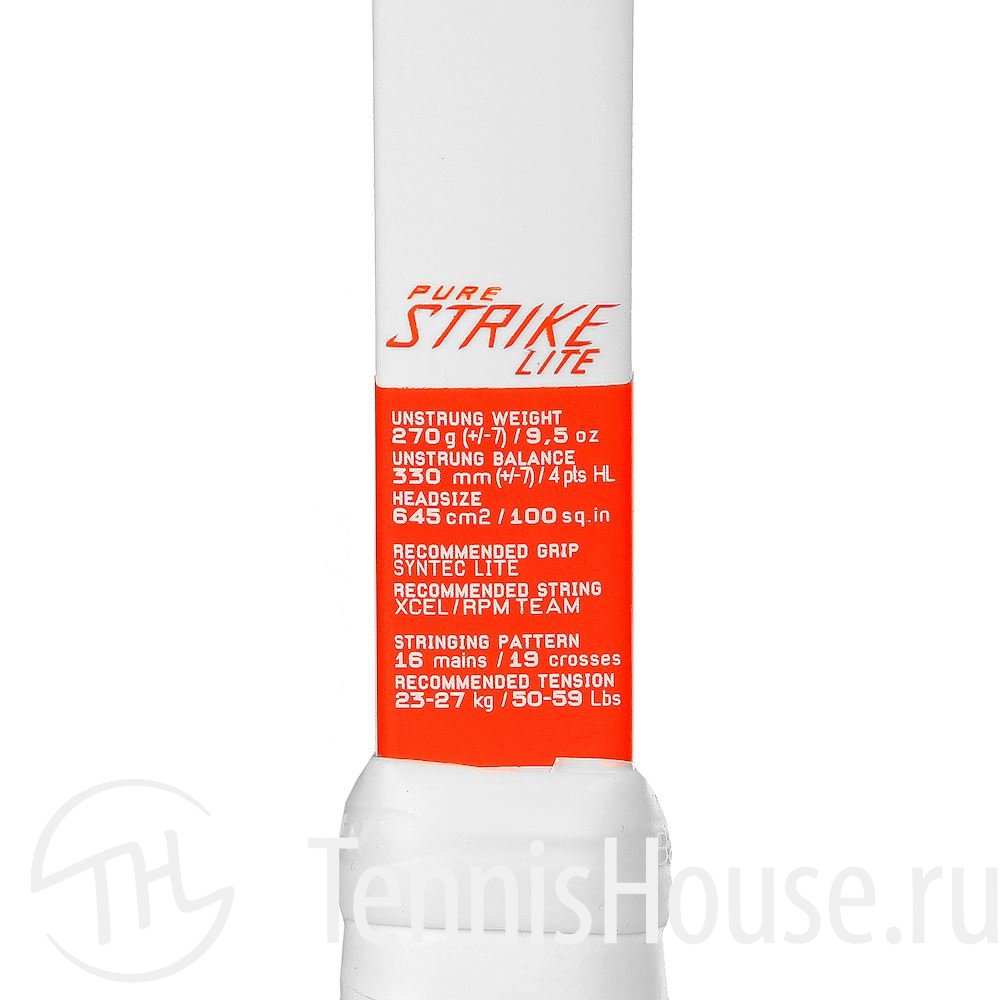 PURE
STRIKE
LITE
UNSTRUNG WEIGHT
270 g (+/-7) / 9,5 oz
UNSTRUNG BALANCE
330 mm (+/-7) / 4 pts HL
HEADSIZE
645 cm2 / 100 sq.in
RECOMMENDED GRIP
SYNTEC LITE
RECOMMENDED STRING
XCEL / RPM TEAM
STRINGING PATTERN
16 mains / 19 crosses
RECOMMENDED TENSION
23-27 kg / 50-59 Lbs
TH TennisHouse.ru